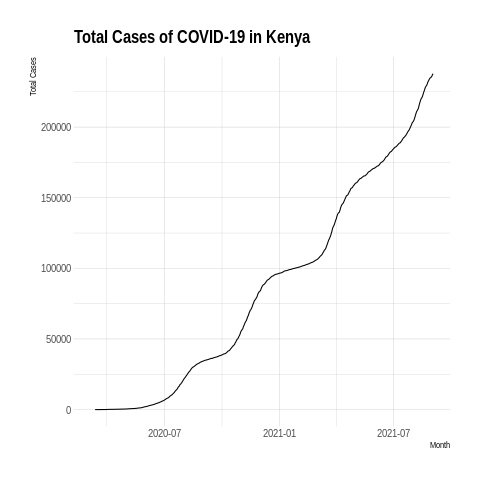 Total Cases of COVID-19 in Kenya
Total Cases
200000
150000
100000
50000
0
2020-07 2021-01 2021-07
Month